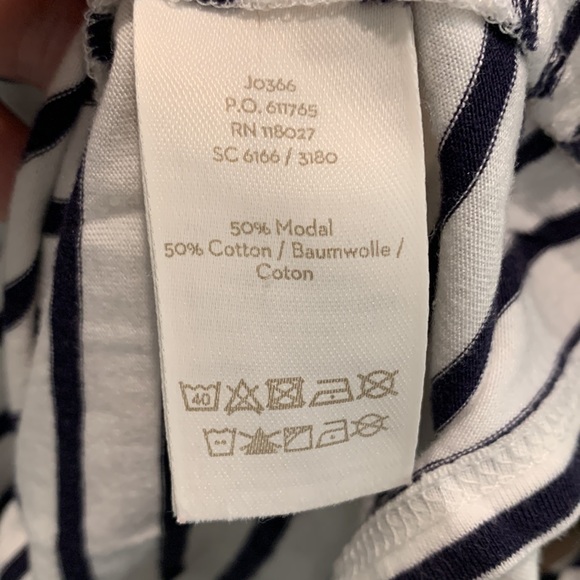 J0366
P.O. 611765
RN 118027
SC 6166 / 3180
50% Modal
50% Cotton / Baumwolle /
Coton
40